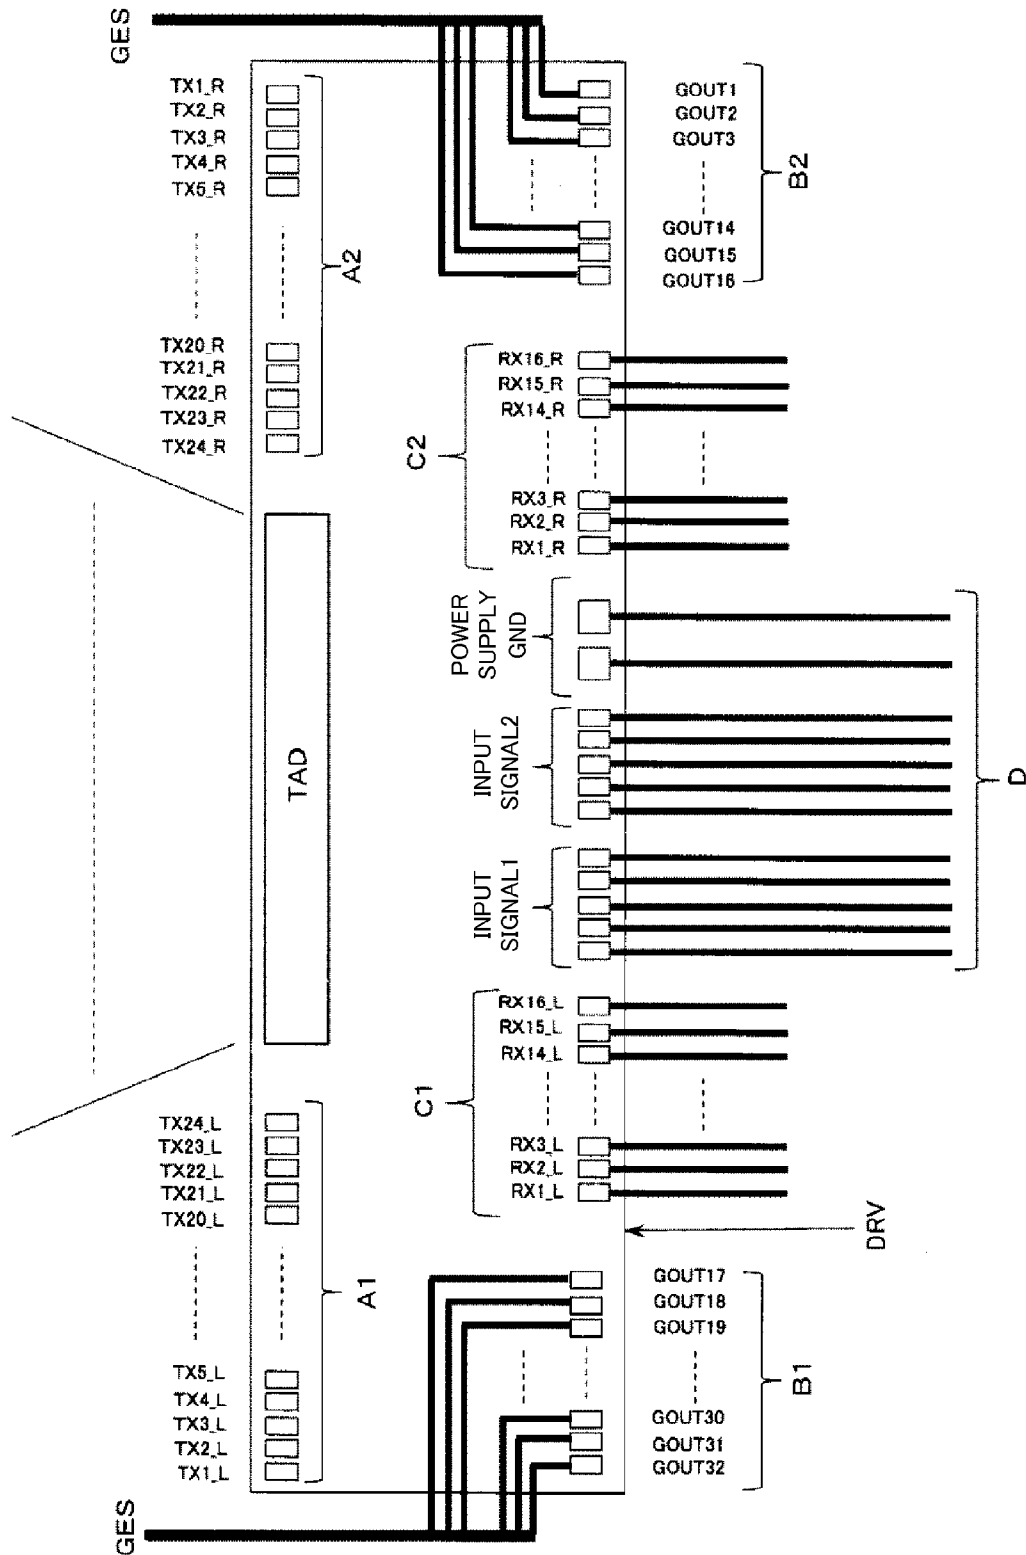 GES
TX1_R
TX2_R
TX3_R
TX4_R
TX5_R
A2
TX20_R
TX21_R
TX22_R
TX23_R
TX24_R
TAD
TX24_L
TX23_L
TX22_L
TX21_L
TX20_L
A1
TX5_L
TX4_L
TX3_L
TX2_L
TX1_L
GES
GOUT1
GOUT2
GOUT3
B2
GOUT14
GOUT15
GOUT16
C2
RX16_R
RX15_R
RX14_R
RX3_R
RX2_R
RX1_R
POWER
SUPPLY
GND
INPUT
SIGNAL2
INPUT
SIGNAL1
D
C1
RX16_L
RX15_L
RX14_L
RX3_L
RX2_L
RX1_L
DRV
GOUT17
GOUT18
GOUT19
B1
GOUT30
GOUT31
GOUT32